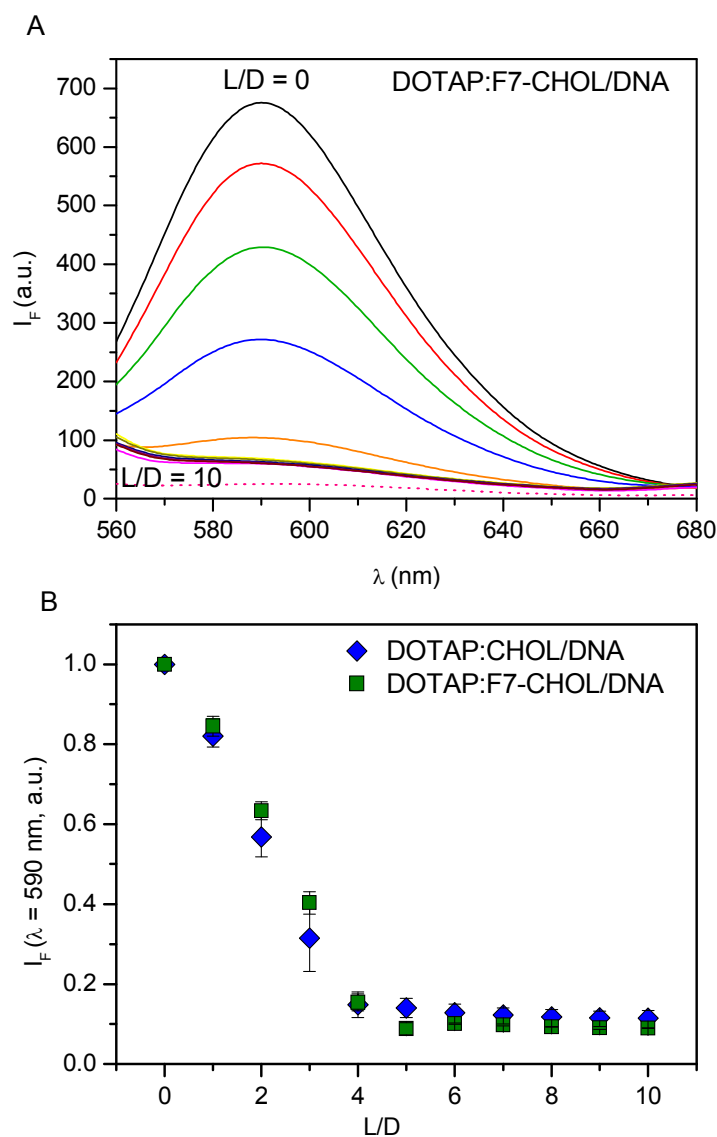 A
L/D = 0 DOTAP:F7-CHOL/DNA
700
600
500
400
300
200
100
0
I_F (a.u.)
L/D = 10
560 580 600 620 640 660 680
λ (nm)
B
DOTAP:CHOL/DNA
DOTAP:F7-CHOL/DNA
1.0
0.8
0.6
0.4
0.2
0.0
I_F (λ = 590 nm, a.u.)
0 2 4 6 8 10
L/D